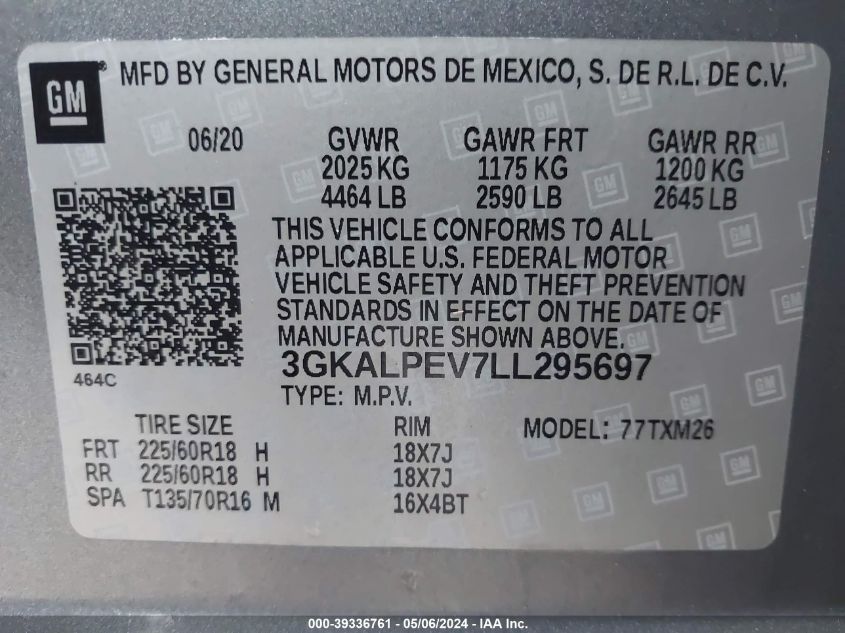 GM
MFD BY GENERAL MOTORS DE MEXICO, S. DE R.L. DE C.V.
06/20 GVWR GAWR FRT GAWR RR
2025 KG 1175 KG 1200 KG
4464 LB 2590 LB 2645 LB
THIS VEHICLE CONFORMS TO ALL
APPLICABLE U.S. FEDERAL MOTOR
VEHICLE SAFETY AND THEFT PREVENTION
STANDARDS IN EFFECT ON THE DATE OF
MANUFACTURE SHOWN ABOVE.
3GKALPEV7LL295697
464C
TYPE: M.P.V.
TIRE SIZE RIM MODEL: 77TXM26
FRT 225/60R18 H 18X7J
RR 225/60R18 H 18X7J
SPA T135/70R16 M 16X4BT
000-39336761 - 05/06/2024 - IAA Inc.